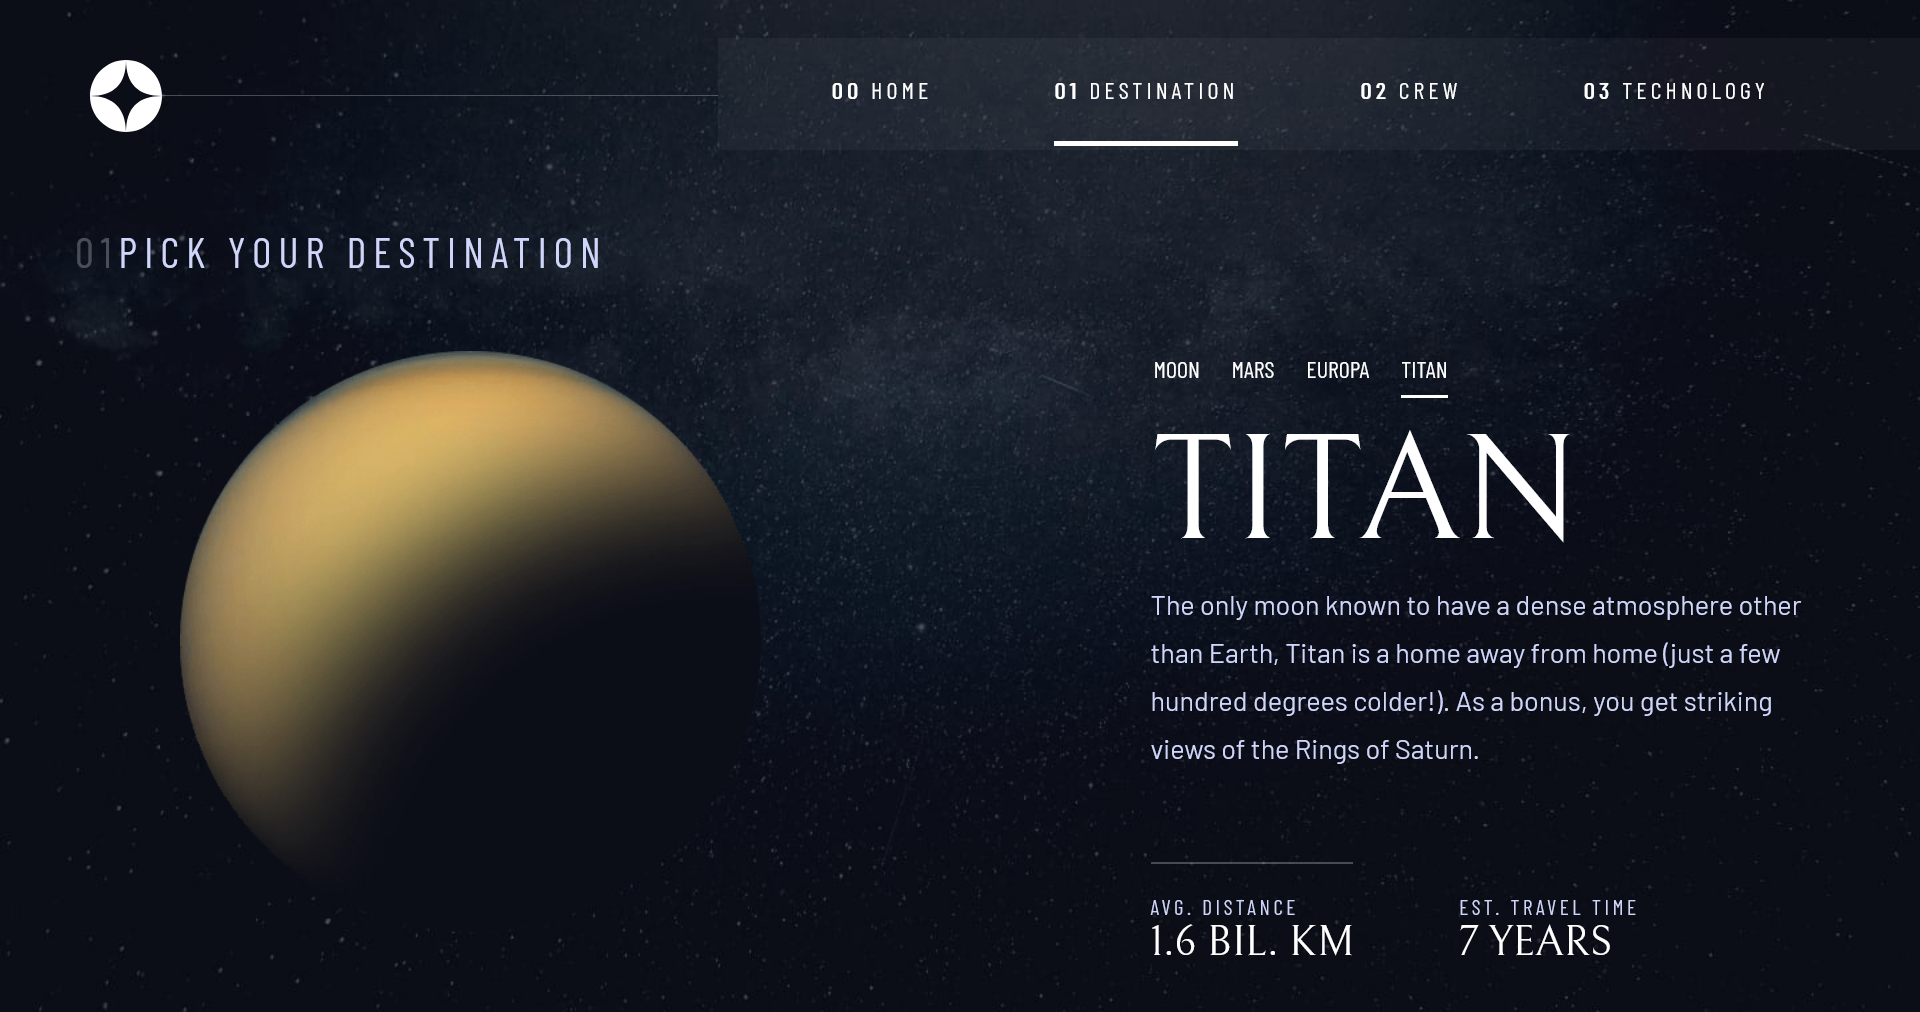 00 HOME 01 DESTINATION 02 CREW 03 TECHNOLOGY
01PICK YOUR DESTINATION
MOON MARS EUROPA TITAN
TITAN
The only moon known to have a dense atmosphere other
than Earth, Titan is a home away from home (just a few
hundred degrees colder!). As a bonus, you get striking
views of the Rings of Saturn.
AVG. DISTANCE
1.6 BIL. KM
EST. TRAVEL TIME
7 YEARS